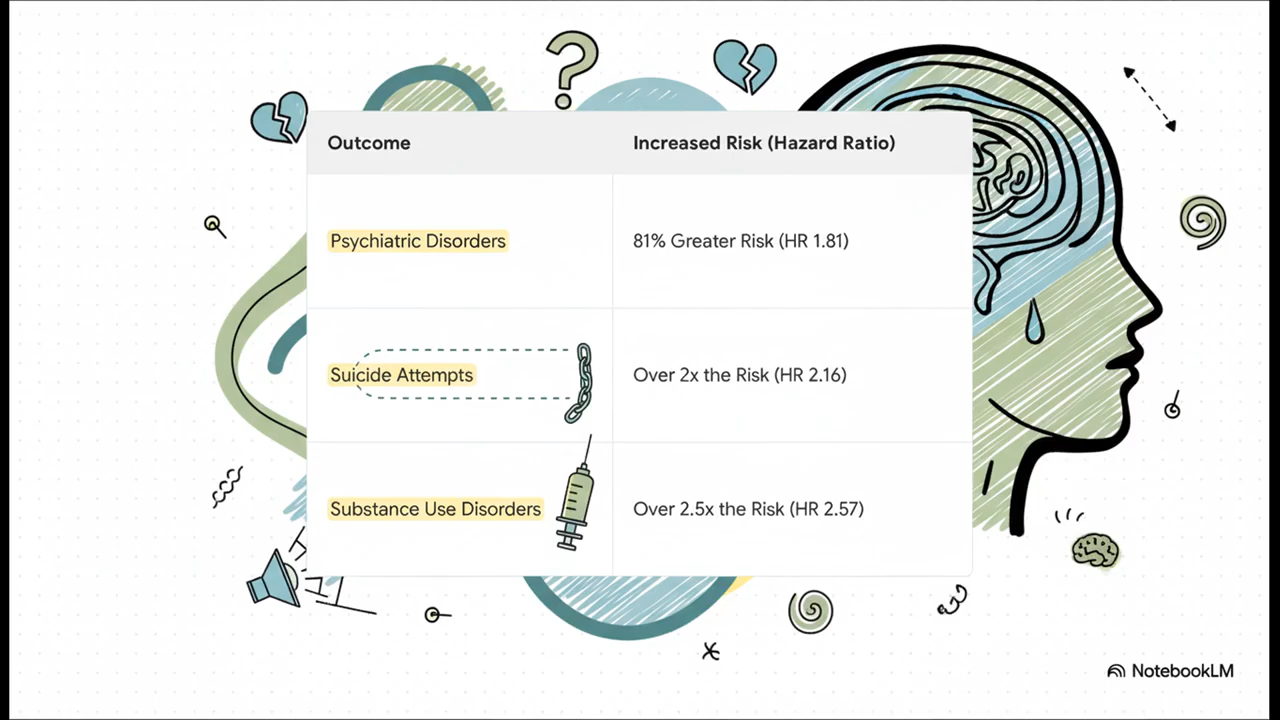 Outcome
Increased Risk (Hazard Ratio)
Psychiatric Disorders
81% Greater Risk (HR 1.81)
Suicide Attempts
Over 2x the Risk (HR 2.16)
Substance Use Disorders
Over 2.5x the Risk (HR 2.57)
NotebookLM